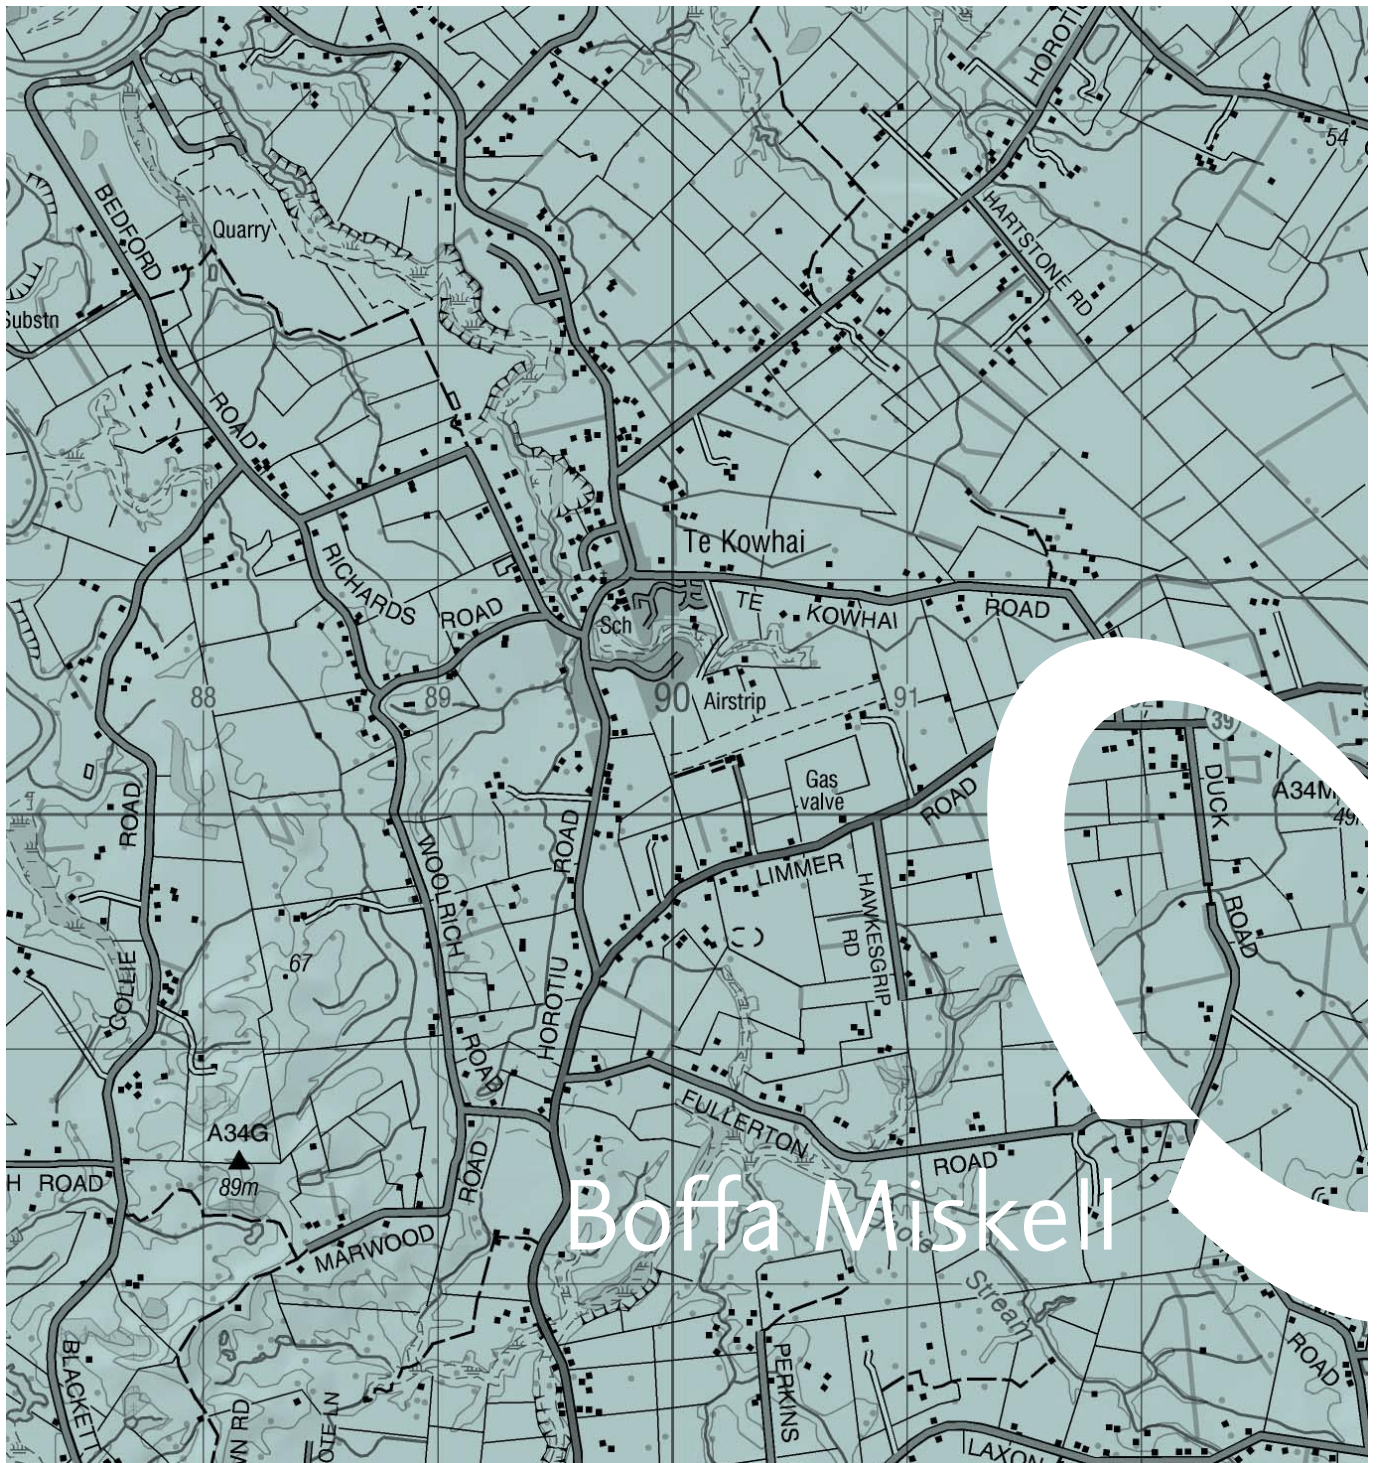 HOROTIU
54
BEDFORD
Quarry
HARTSTONE RD
Substn
ROAD
Te Kowhai
RICHARDS
ROAD
TE
KOWHAI
ROAD
Sch
88
89
90
Airstrip
91
39
Gas
valve
DUCK
ROAD
ROAD
ROAD
WOOLRICH
LIMMER
HAWKESGRIP
RD
ROAD
67
COLLIE
HOROTIU
ROAD
FULLERTON
A34G
89m
H ROAD
ROAD
ROAD
Boffa Miskell
MARWOOD
Stream
BLACKETT
PERKINS
ROAD
LAXON